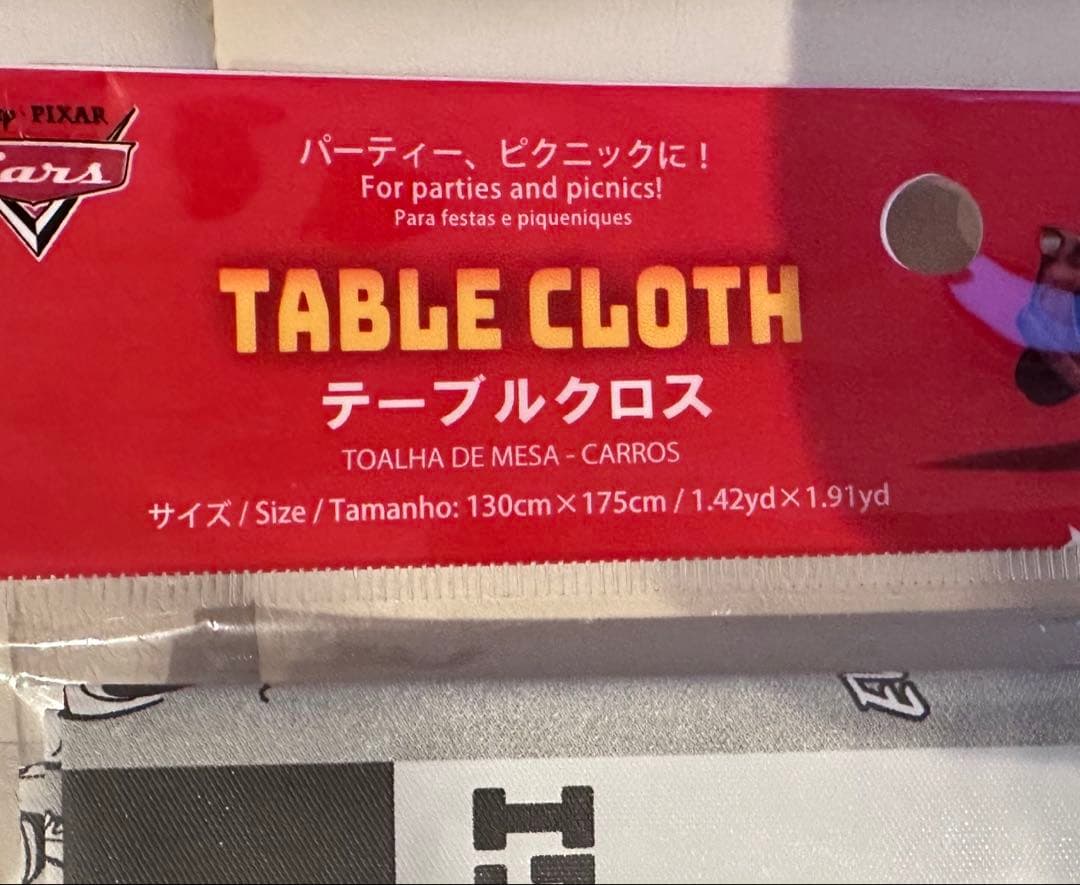 PIXAR
パーティー、ピクニックに！
For parties and picnics!
Para festas e piqueniques
TABLE CLOTH
テーブルクロス
TOALHA DE MESA - CARROS
サイズ / Size / Tamanho: 130cm×175cm / 1.42yd×1.91yd